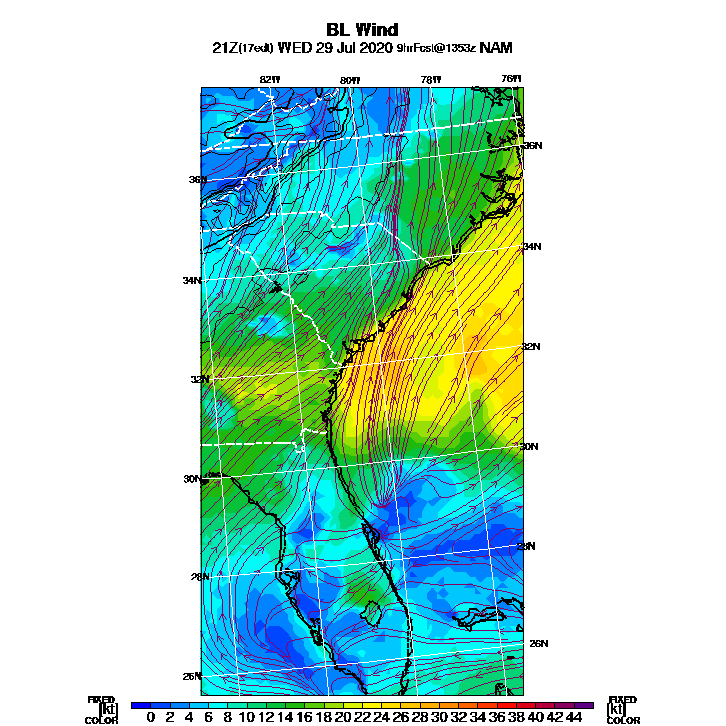 BL Wind
21Z(17edt) WED 29 Jul 2020 9hrFcst@1353z NAM
82W 80W 78W 76W
36N
36N
34N
34N
32N
32N
30N
30N
28N
28N
26N
26N
FIXED FIXED
[kt] 0 2 4 6 8 10 12 14 16 18 20 22 24 26 28 30 32 34 36 38 40 42 44 [kt]
COLOR COLOR